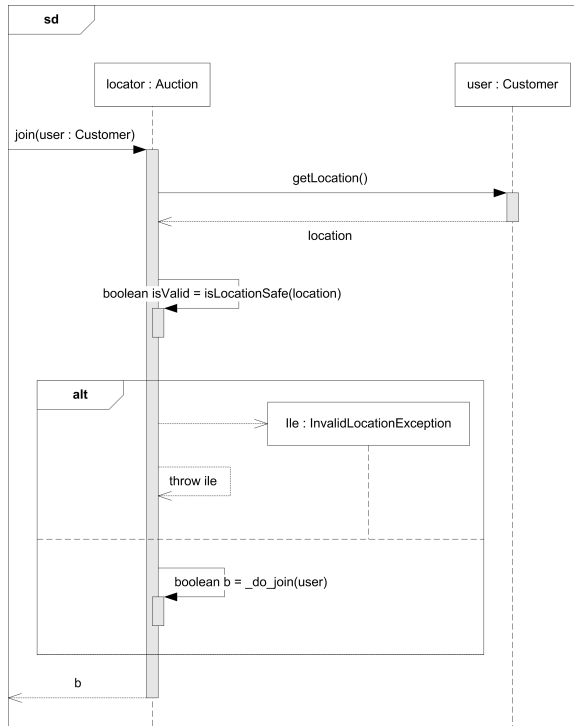 sd
locator : Auction
user : Customer
join(user : Customer)
getLocation()
location
boolean isValid = isLocationSafe(location)
alt
Ile : InvalidLocationException
throw ile
boolean b = _do_join(user)
b